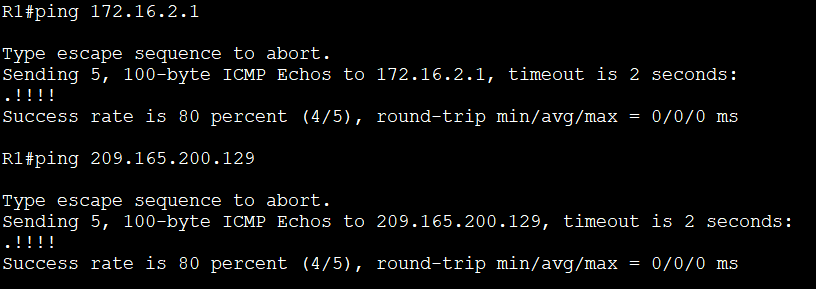 R1#ping 172.16.2.1
Type escape sequence to abort.
Sending 5, 100-byte ICMP Echos to 172.16.2.1, timeout is 2 seconds:
.!!!!
Success rate is 80 percent (4/5), round-trip min/avg/max = 0/0/0 ms
R1#ping 209.165.200.129
Type escape sequence to abort.
Sending 5, 100-byte ICMP Echos to 209.165.200.129, timeout is 2 seconds:
.!!!!
Success rate is 80 percent (4/5), round-trip min/avg/max = 0/0/0 ms